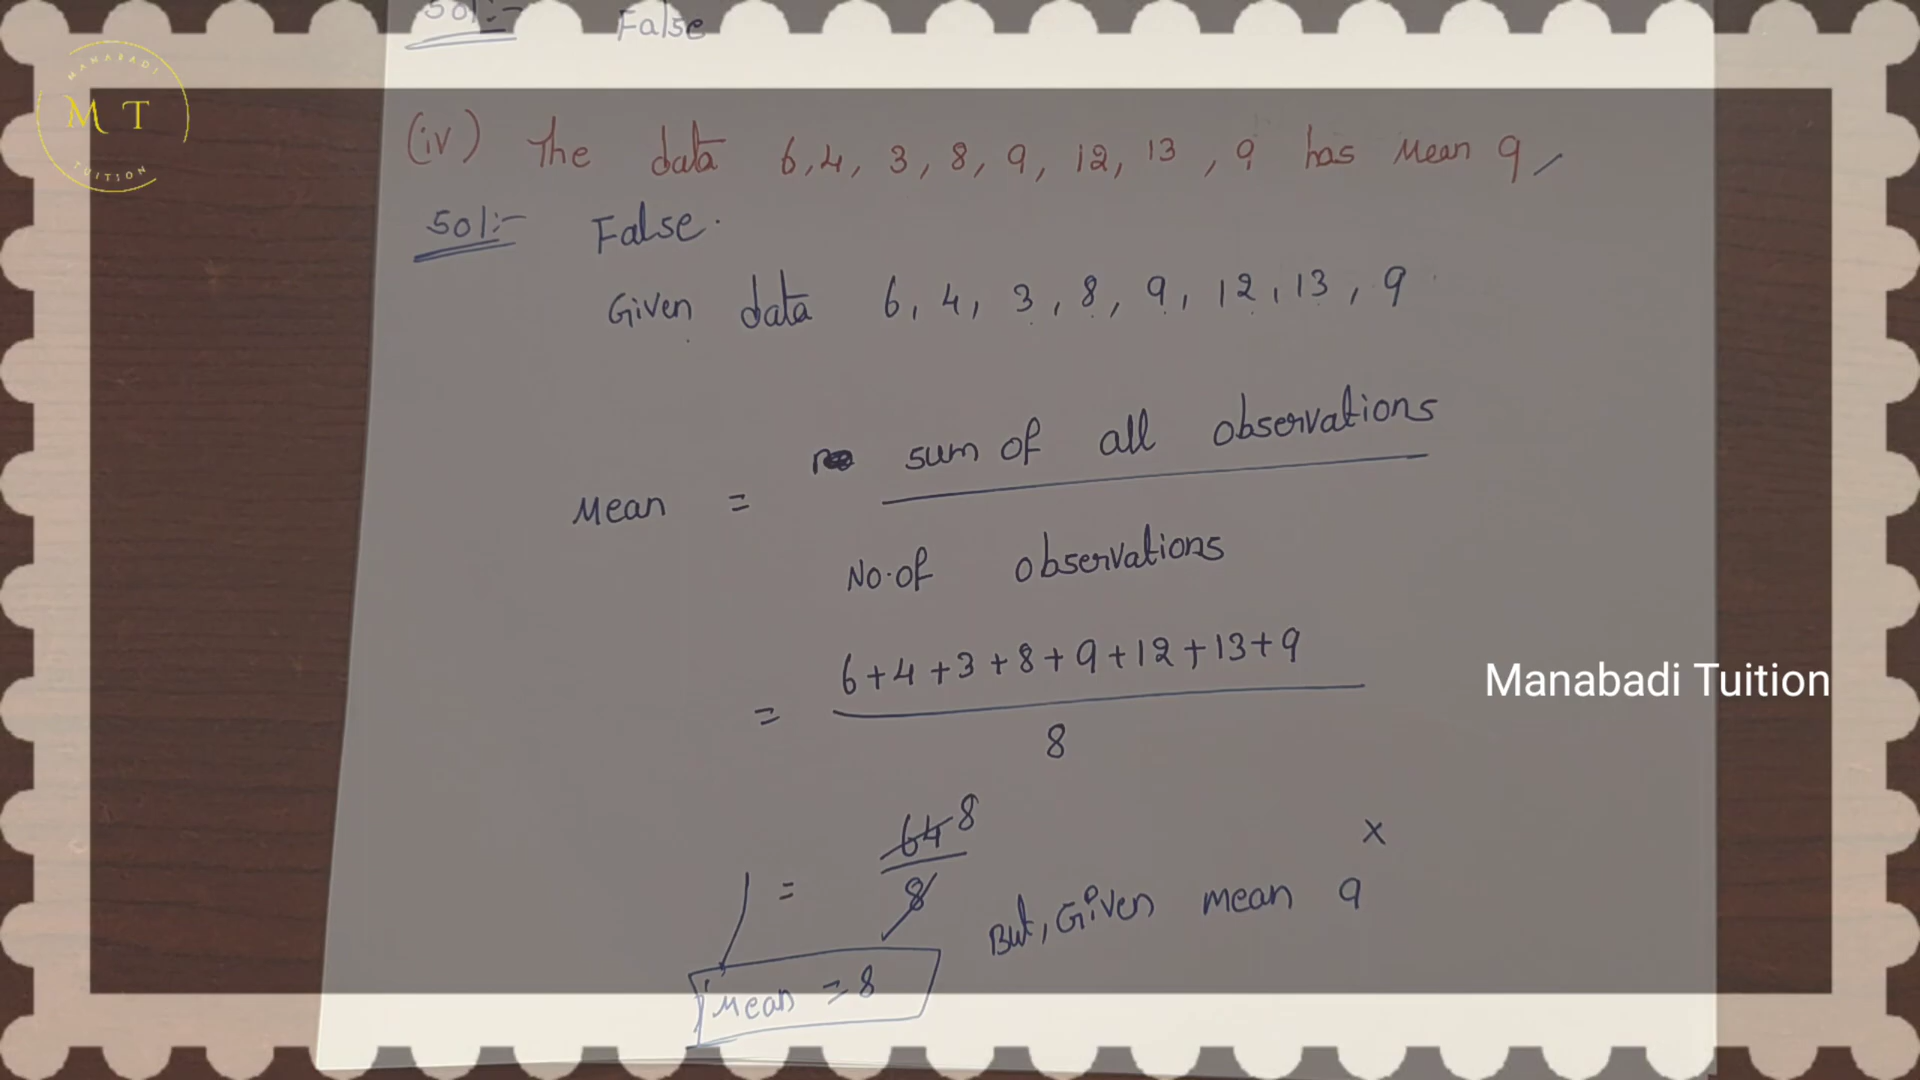 Sol:- False
MANABADI
M T
TUITION
(iv) The data 6, 4, 3, 8, 9, 12, 13, 9 has Mean 9
Sol:- False.
Given data 6, 4, 3, 8, 9, 12, 13, 9
sum of all observations
Mean =
No. of observations
6+4+3+8+9+12+13+9
=
8
Manabadi Tuition
64 8
=
8
x
But, Given mean 9
Mean = 8